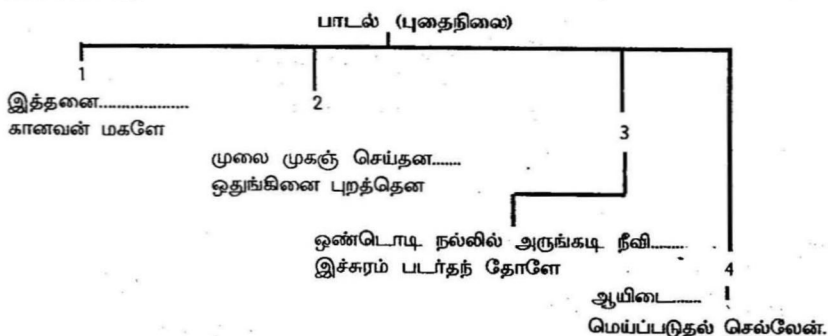 பாடல் (புதைநிலை)
1
இத்தனை....................
கானவன் மகளே
2
முலை முகஞ் செய்தன.......
ஒதுங்கினை புறத்தென
3
ஒண்டொடி நல்லில் அருங்கடி நீவி.......
இச்சுரம் படர்தந் தோளே
4
ஆயிடை.......
மெய்ப்படுதல் செல்லேன்.